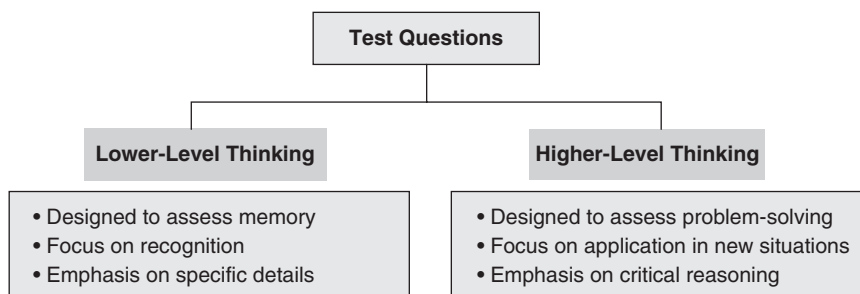 Test Questions
Lower-Level Thinking
• Designed to assess memory
• Focus on recognition
• Emphasis on specific details
Higher-Level Thinking
• Designed to assess problem-solving
• Focus on application in new situations
• Emphasis on critical reasoning